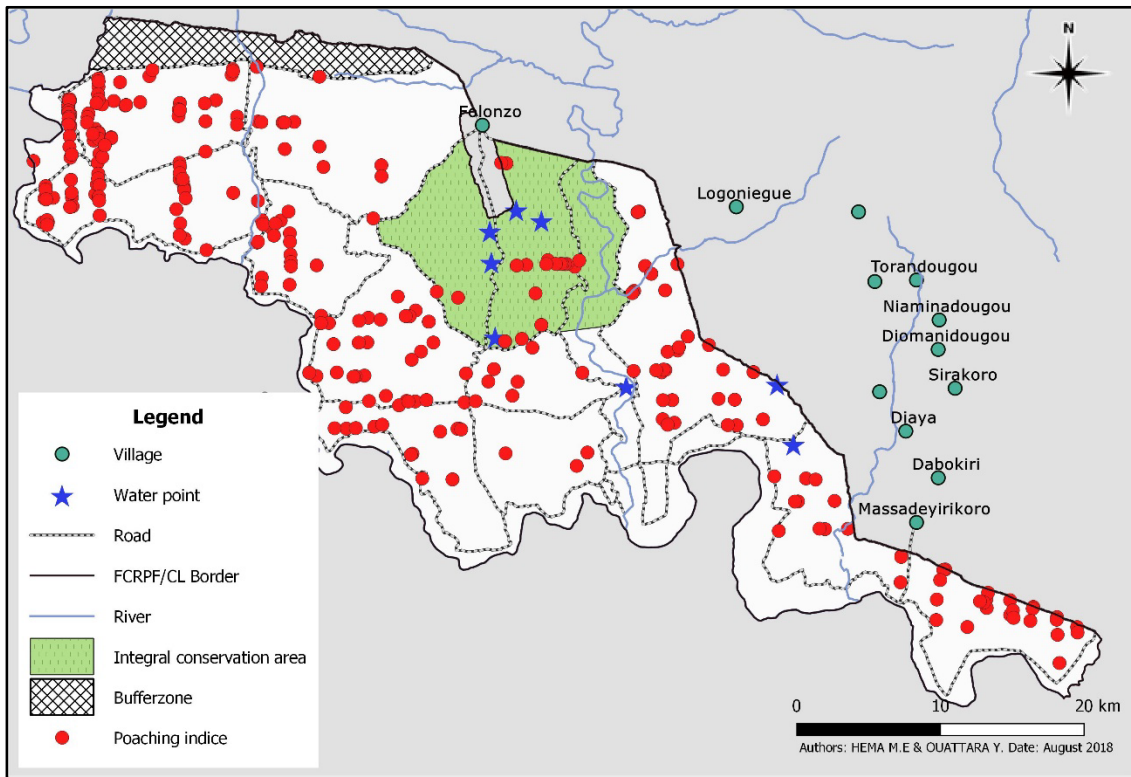 N
Folonzo
Logoniegue
Torandougou
Niaminadougou
Diomanidougou
Sirakoro
Diaya
Dabokiri
Massadeyirikoro
Legend
Village
Water point
Road
FCRPF/CL Border
River
Integral conservation area
Bufferzone
Poaching indice
0 10 20 km
Authors: HEMA M.E & OUATTARA Y. Date: August 2018